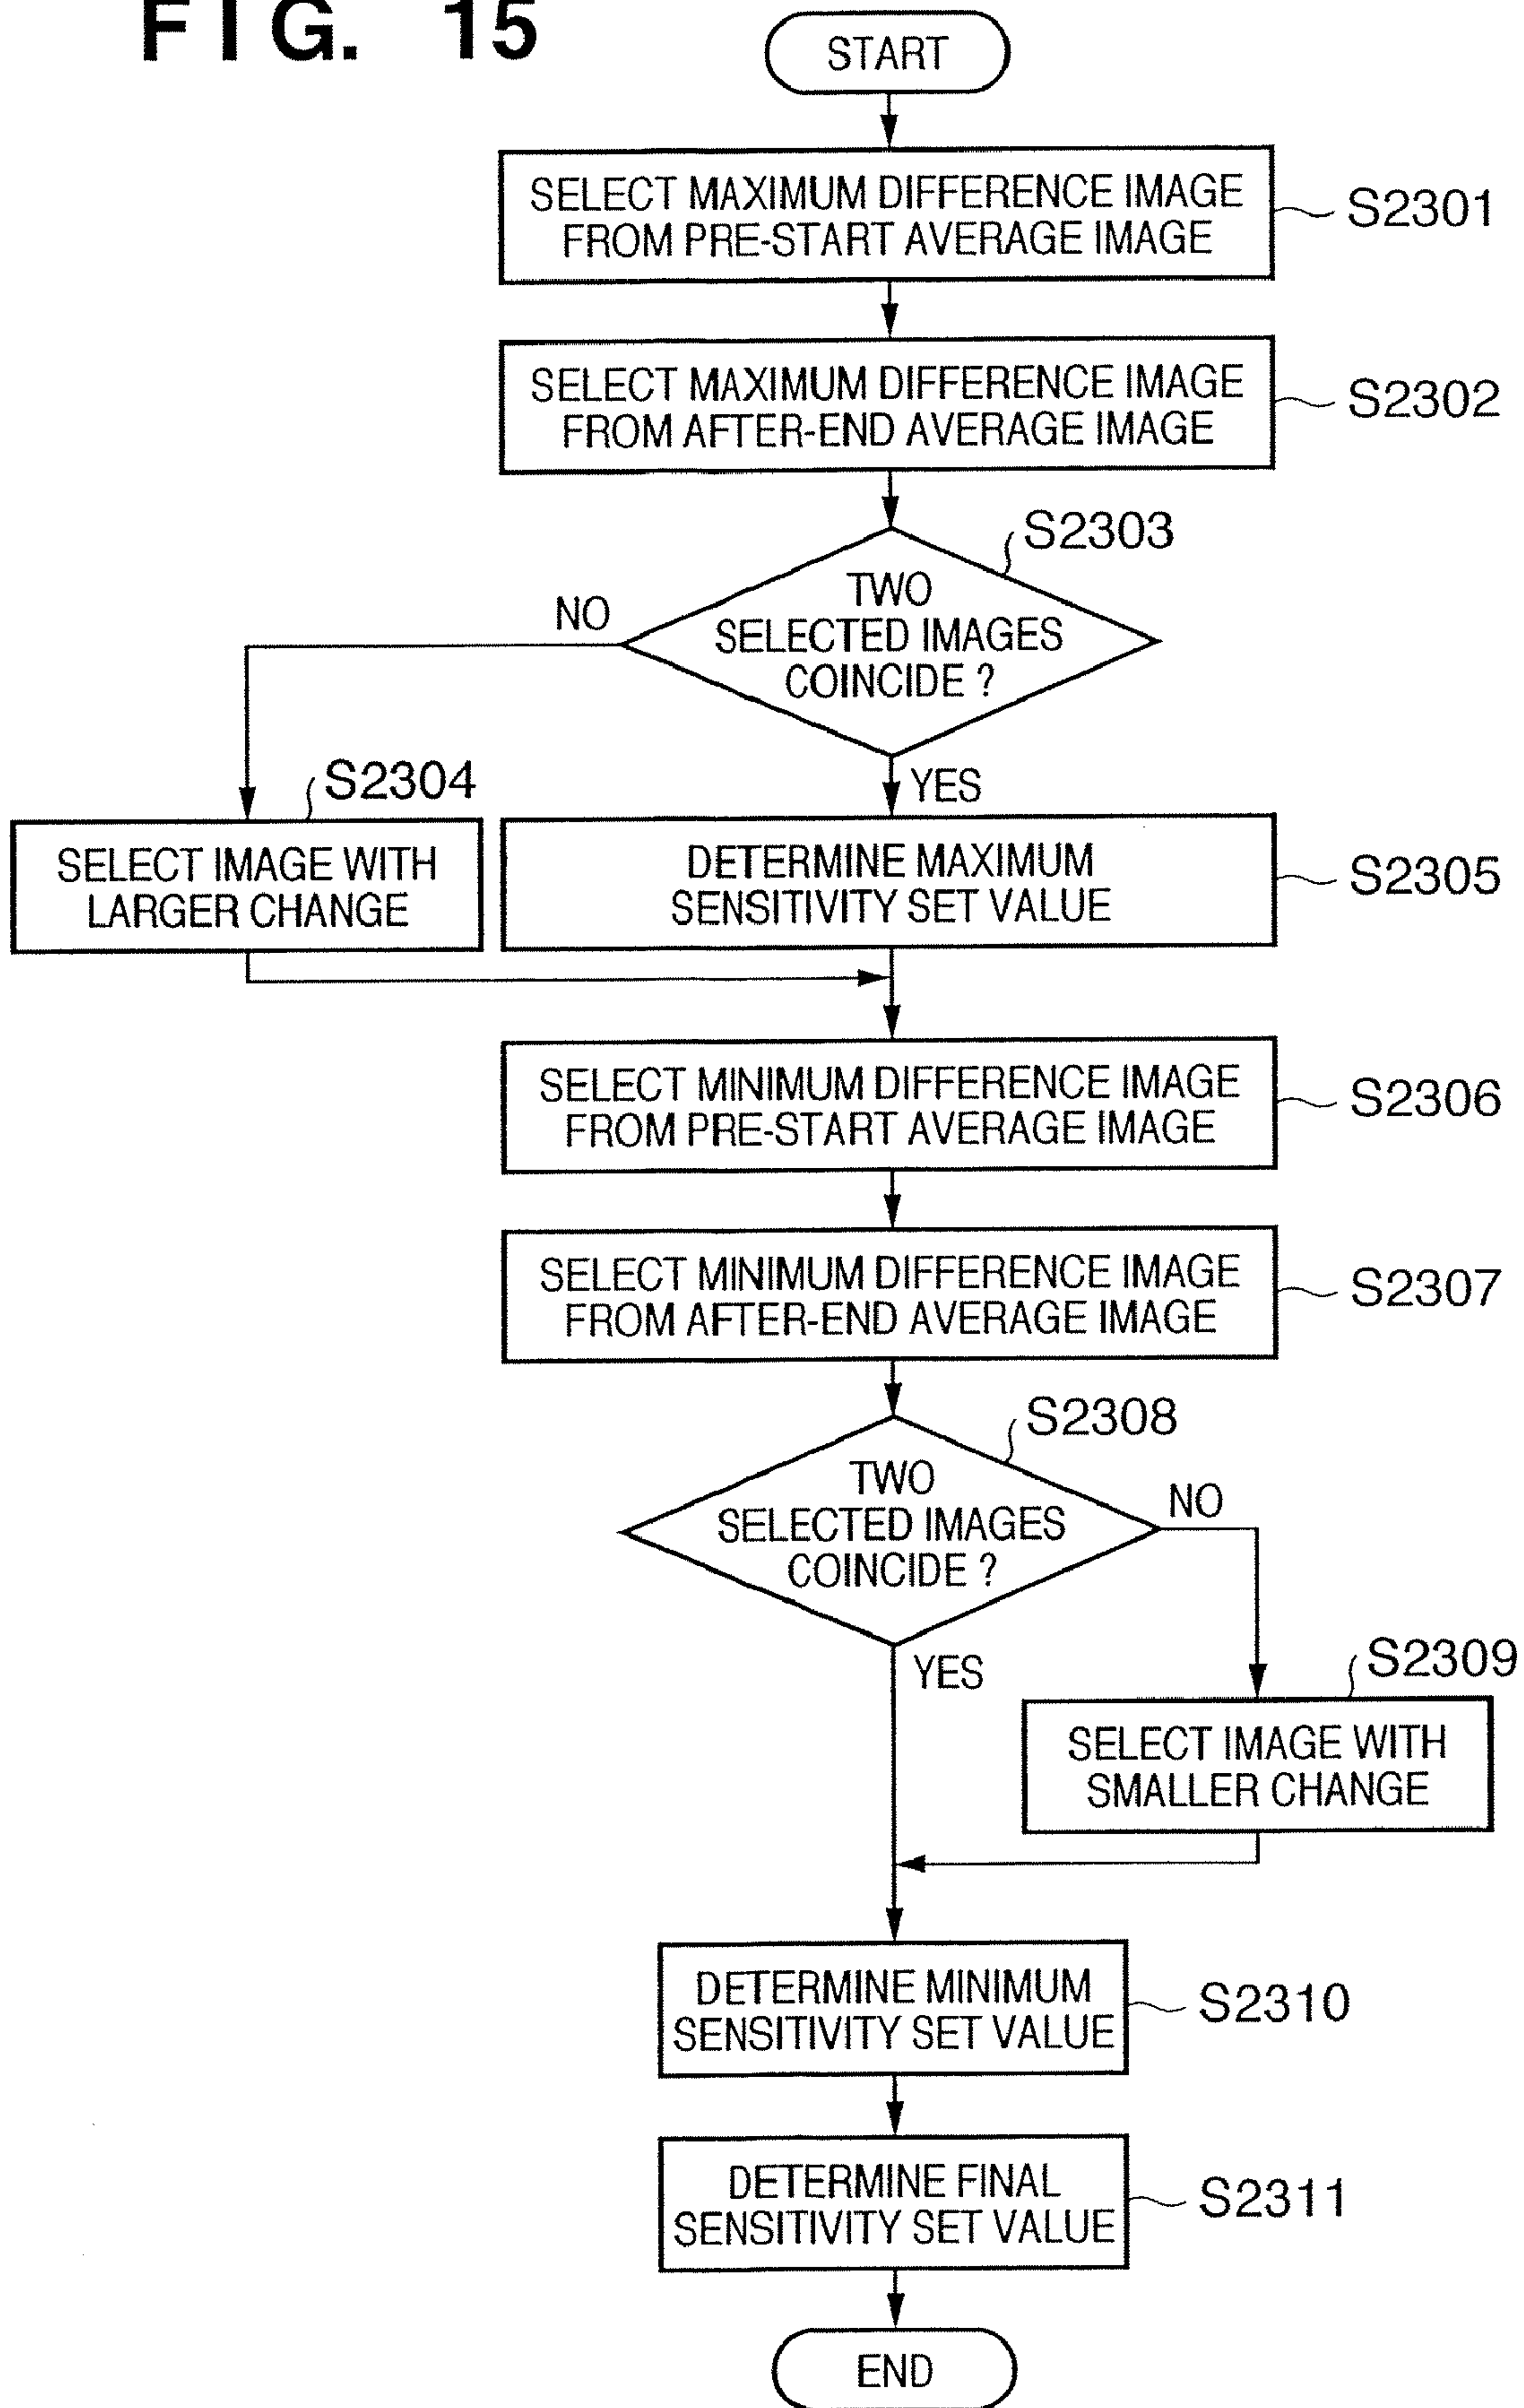 FIG. 15
START
SELECT MAXIMUM DIFFERENCE IMAGE
FROM PRE-START AVERAGE IMAGE
S2301
SELECT MAXIMUM DIFFERENCE IMAGE
FROM AFTER-END AVERAGE IMAGE
S2302
S2303
TWO
SELECTED IMAGES
COINCIDE ?
NO
YES
S2304
SELECT IMAGE WITH
LARGER CHANGE
DETERMINE MAXIMUM
SENSITIVITY SET VALUE
S2305
SELECT MINIMUM DIFFERENCE IMAGE
FROM PRE-START AVERAGE IMAGE
S2306
SELECT MINIMUM DIFFERENCE IMAGE
FROM AFTER-END AVERAGE IMAGE
S2307
S2308
TWO
SELECTED IMAGES
COINCIDE ?
NO
YES
S2309
SELECT IMAGE WITH
SMALLER CHANGE
DETERMINE MINIMUM
SENSITIVITY SET VALUE
S2310
DETERMINE FINAL
SENSITIVITY SET VALUE
S2311
END